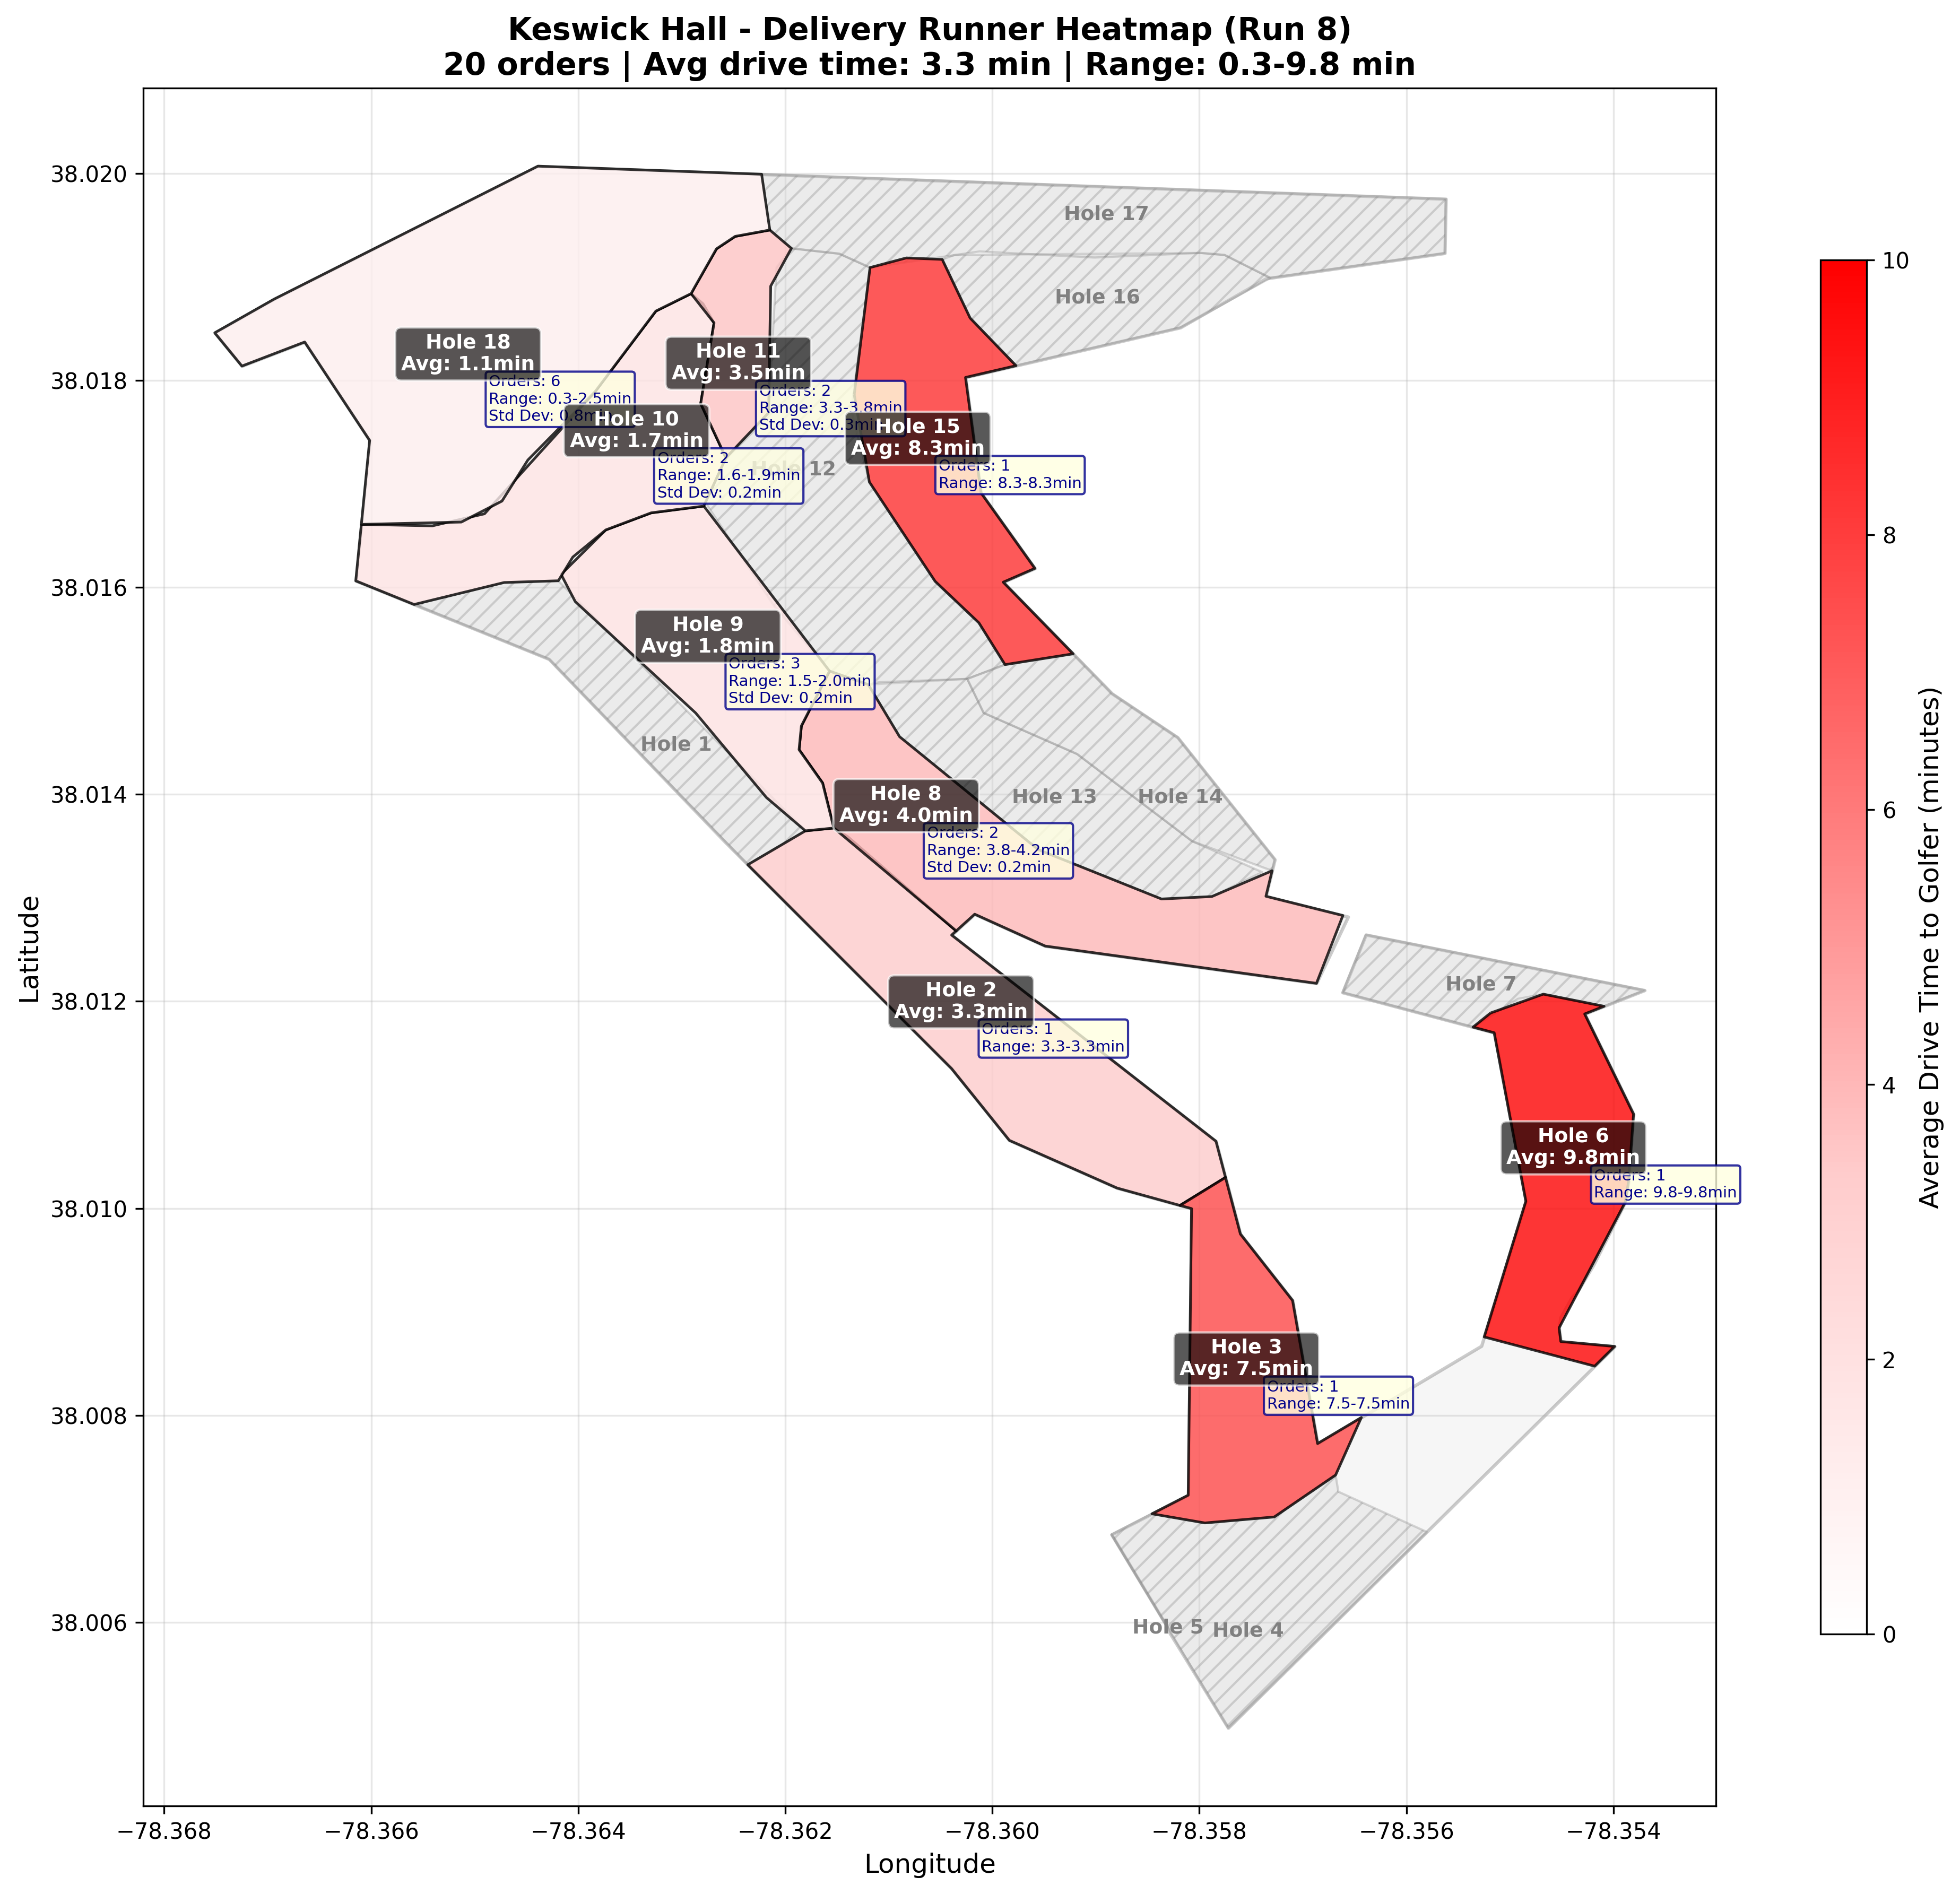 Keswick Hall - Delivery Runner Heatmap (Run 8)
20 orders | Avg drive time: 3.3 min | Range: 0.3-9.8 min
Hole 17
Hole 16
Hole 18
Avg: 1.1min
Orders: 6
Range: 0.3-2.5min
Std Dev: 0.8min
Hole 11
Avg: 3.5min
Orders: 2
Range: 3.3-3.8min
Std Dev: 0.3min
Hole 10
Avg: 1.7min
Orders: 2
Range: 1.6-1.9min
Std Dev: 0.2min
Hole 15
Avg: 8.3min
Orders: 1
Range: 8.3-8.3min
Hole 12
Hole 9
Avg: 1.8min
Orders: 3
Range: 1.5-2.0min
Std Dev: 0.2min
Hole 1
Hole 8
Avg: 4.0min
Orders: 2
Range: 3.8-4.2min
Std Dev: 0.2min
Hole 13
Hole 14
Hole 2
Avg: 3.3min
Orders: 1
Range: 3.3-3.3min
Hole 7
Hole 6
Avg: 9.8min
Orders: 1
Range: 9.8-9.8min
Hole 3
Avg: 7.5min
Orders: 1
Range: 7.5-7.5min
Hole 5
Hole 4
38.020
38.018
38.016
38.014
38.012
38.010
38.008
38.006
Latitude
−78.368
−78.366
−78.364
−78.362
−78.360
−78.358
−78.356
−78.354
Longitude
10
8
6
4
2
0
Average Drive Time to Golfer (minutes)